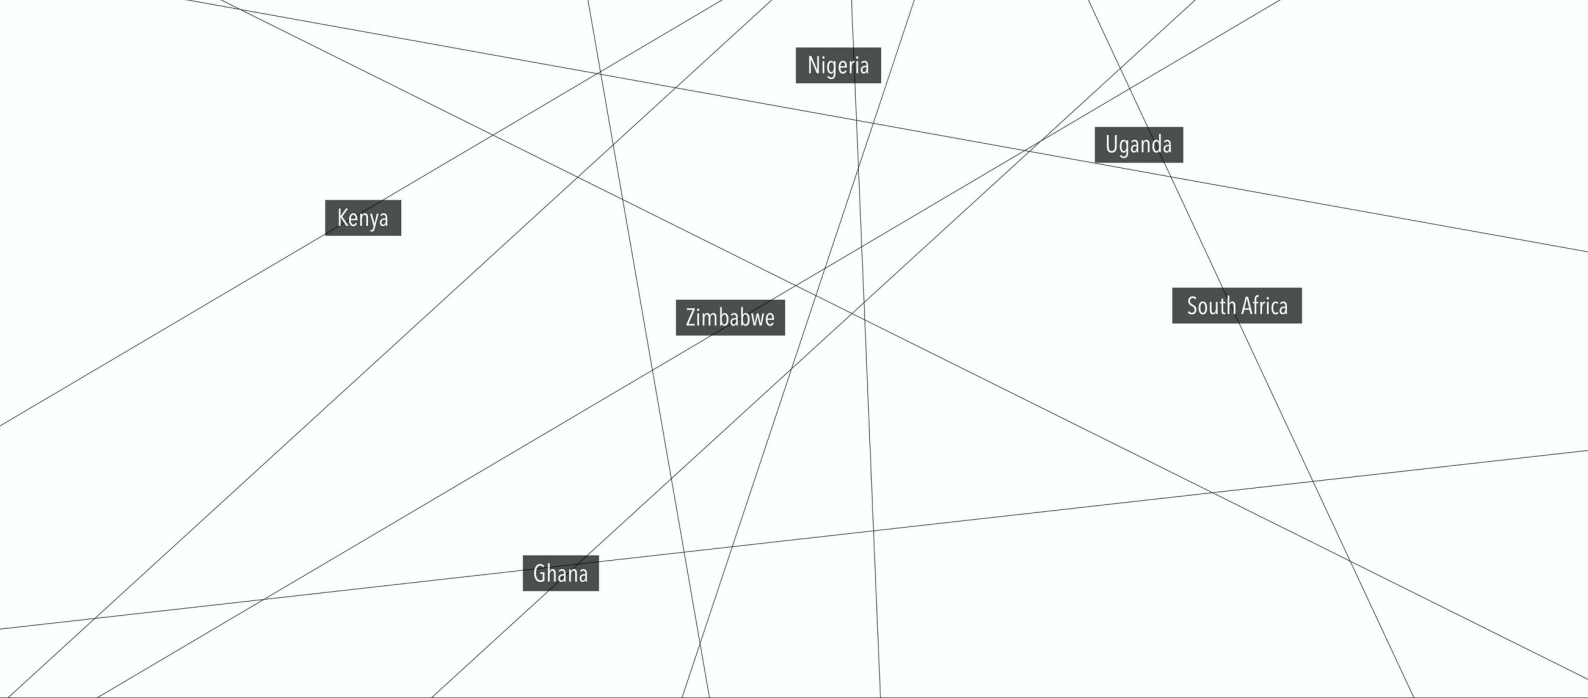 Nigeria
Uganda
Kenya
South Africa
Zimbabwe
Ghana